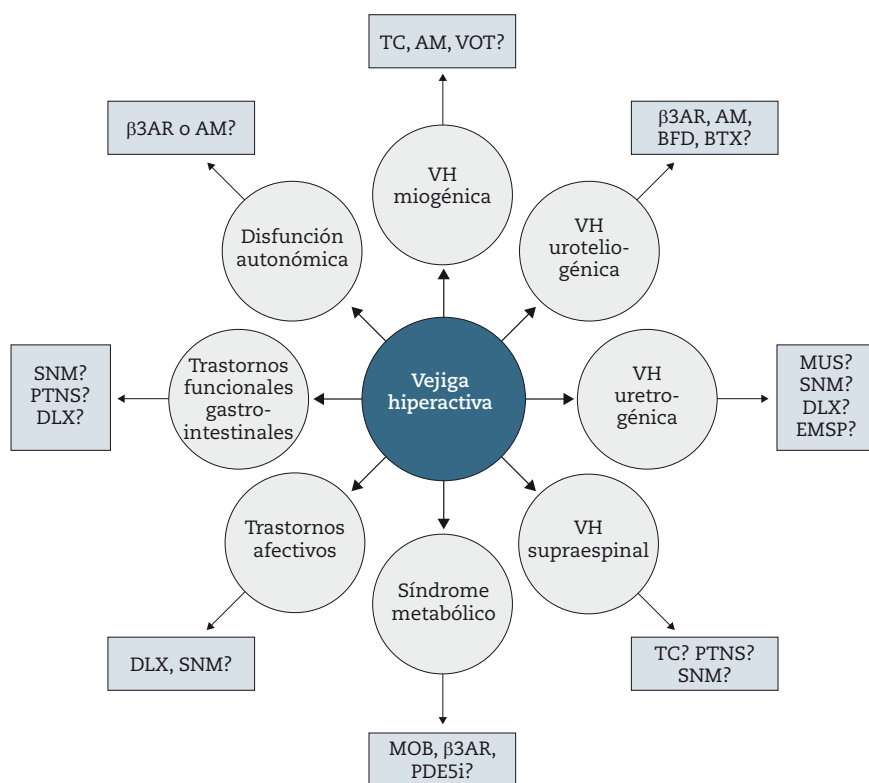 TC, AM, VOT?
β3AR o AM?
β3AR, AM,
BFD, BTX?
VH
miogénica
Disfunción
autonómica
VH
urotelio-
génica
SNM?
PTNS?
DLX?
Trastornos
funcionales
gastro-
intestinales
Vejiga
hiperactiva
VH
uretro-
génica
MUS?
SNM?
DLX?
EMSP?
Trastornos
afectivos
VH
supraespinal
Síndrome
metabólico
DLX, SNM?
TC? PTNS?
SNM?
MOB, β3AR,
PDE5i?